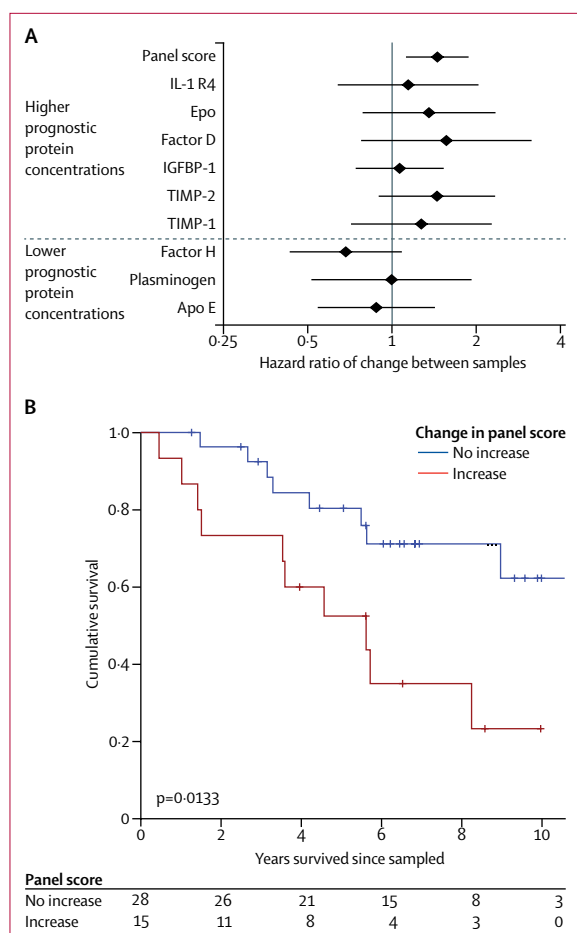 A
Panel score
IL-1 R4
Epo
Factor D
IGFBP-1
TIMP-2
TIMP-1
Factor H
Plasminogen
Apo E
Higher
prognostic
protein
concentrations
Lower
prognostic
protein
concentrations
0·25 0·5 1 2 4
Hazard ratio of change between samples
B
Change in panel score
No increase
Increase
1·0
0·8
0·6
0·4
0·2
0
Cumulative survival
p=0·0133
0 2 4 6 8 10
Years survived since sampled
Panel score
No increase 28 26 21 15 8 3
Increase 15 11 8 4 3 0